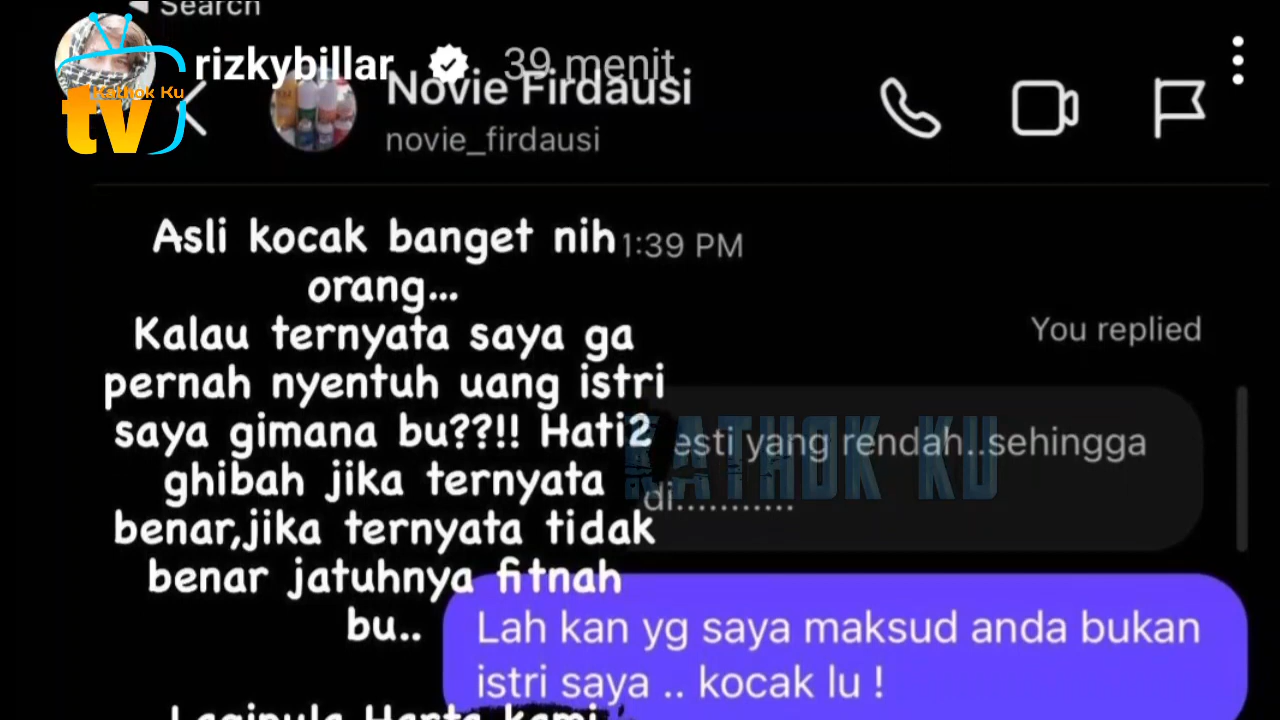 Search
rizkybillar 39 menit
Kathok Ku
tv
Novie Firdausi
novie_firdausi
Asli kocak banget nih
orang...
1:39 PM
Kalau ternyata saya ga
pernah nyentuh uang istri
saya gimana bu??!! Hati2
ghibah jika ternyata
benar,jika ternyata tidak
benar jatuhnya fitnah
bu..
You replied
esti yang rendah..sehingga
di...........
KATHOK KU
Lah kan yg saya maksud anda bukan
istri saya .. kocak lu !
Lagipula Harta kami